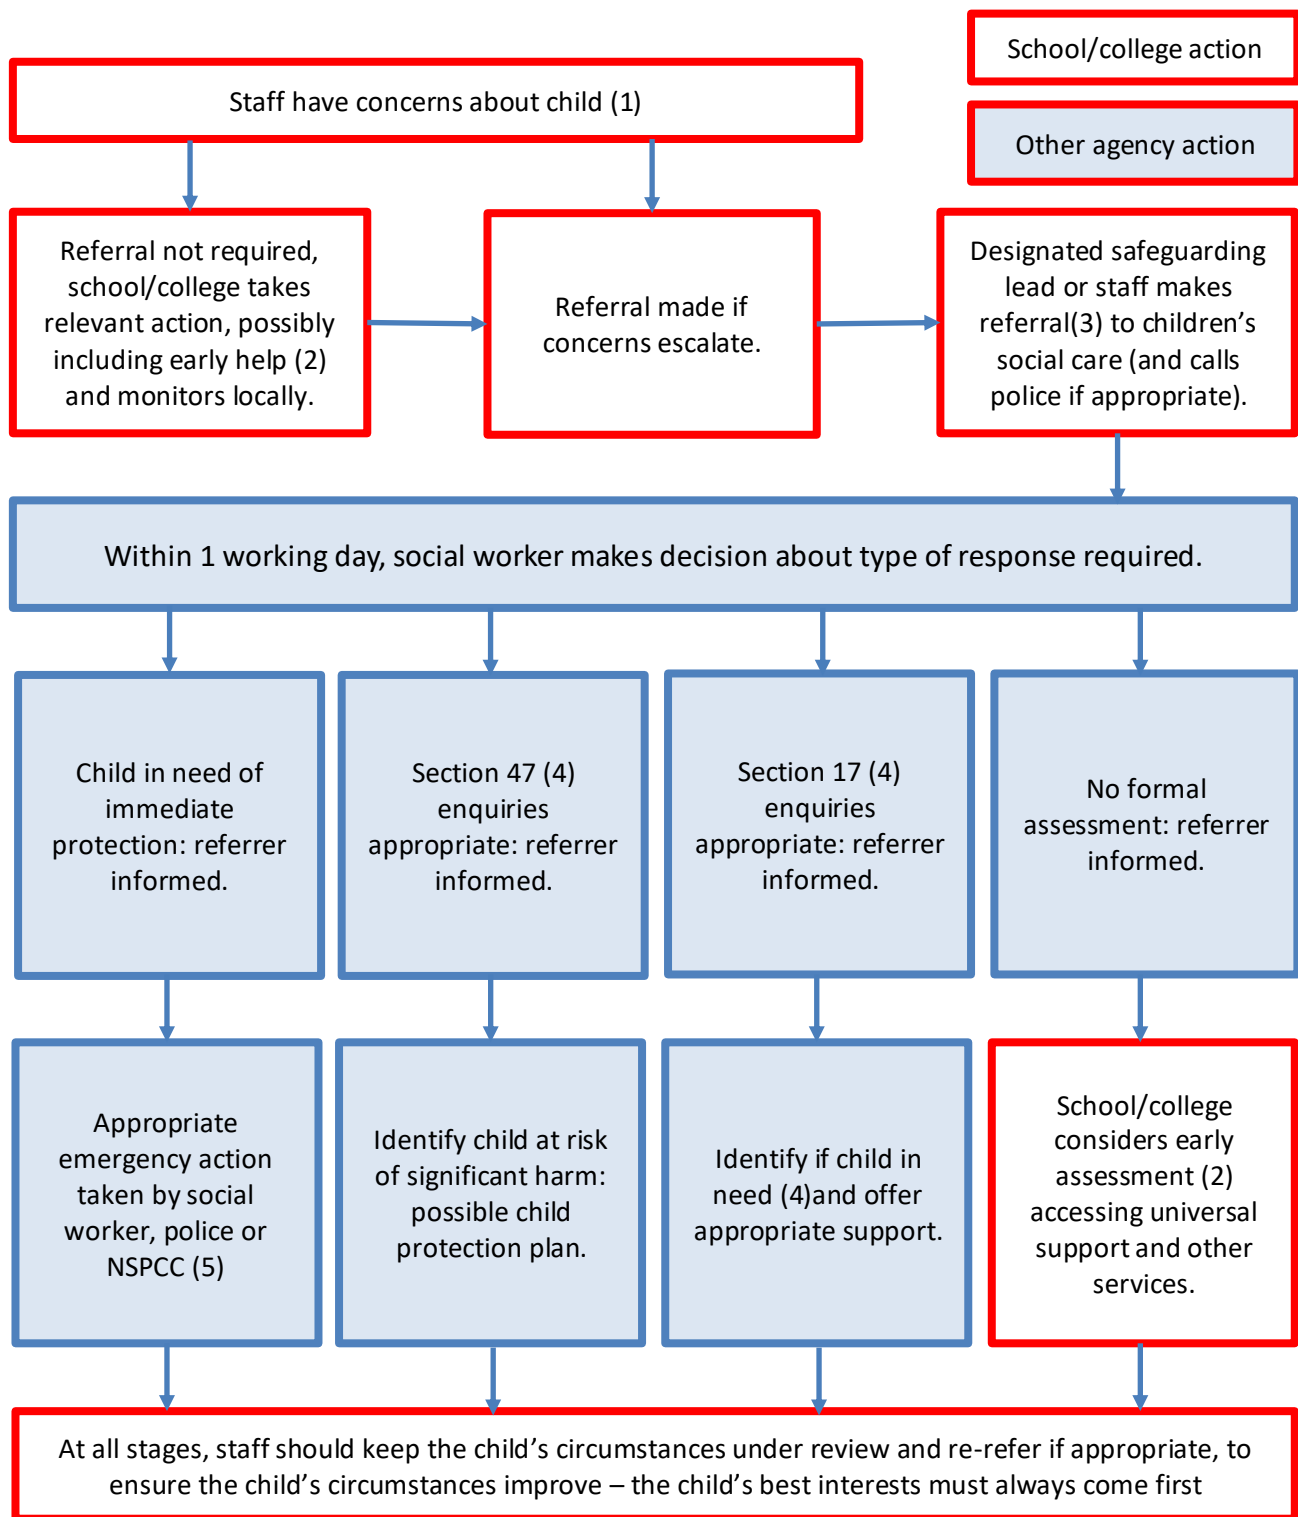 School/college action
Staff have concerns about child (1)
Other agency action
Referral not required,
school/college takes
relevant action, possibly
including early help (2)
and monitors locally.
Referral made if
concerns escalate.
Designated safeguarding
lead or staff makes
referral(3) to children’s
social care (and calls
police if appropriate).
Within 1 working day, social worker makes decision about type of response required.
Child in need of
immediate
protection: referrer
informed.
Section 47 (4)
enquiries
appropriate: referrer
informed.
Section 17 (4)
enquiries
appropriate: referrer
informed.
No formal
assessment: referrer
informed.
Appropriate
emergency action
taken by social
worker, police or
NSPCC (5)
Identify child at risk
of significant harm:
possible child
protection plan.
Identify if child in
need (4)and offer
appropriate support.
School/college
considers early
assessment (2)
accessing universal
support and other
services.
At all stages, staff should keep the child’s circumstances under review and re-refer if appropriate, to
ensure the child’s circumstances improve – the child’s best interests must always come first